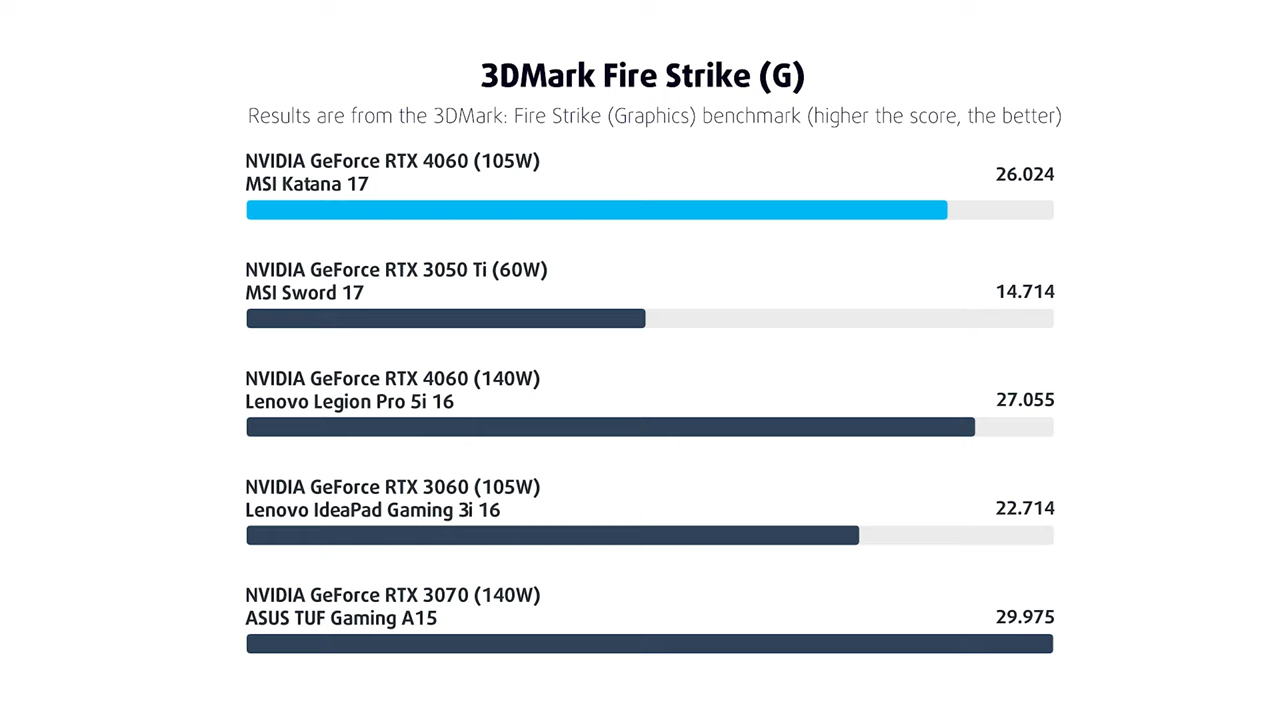 3DMark Fire Strike (G)
Results are from the 3DMark: Fire Strike (Graphics) benchmark (higher the score, the better)
NVIDIA GeForce RTX 4060 (105W)
MSI Katana 17
26.024
NVIDIA GeForce RTX 3050 Ti (60W)
MSI Sword 17
14.714
NVIDIA GeForce RTX 4060 (140W)
Lenovo Legion Pro 5i 16
27.055
NVIDIA GeForce RTX 3060 (105W)
Lenovo IdeaPad Gaming 3i 16
22.714
NVIDIA GeForce RTX 3070 (140W)
ASUS TUF Gaming A15
29.975